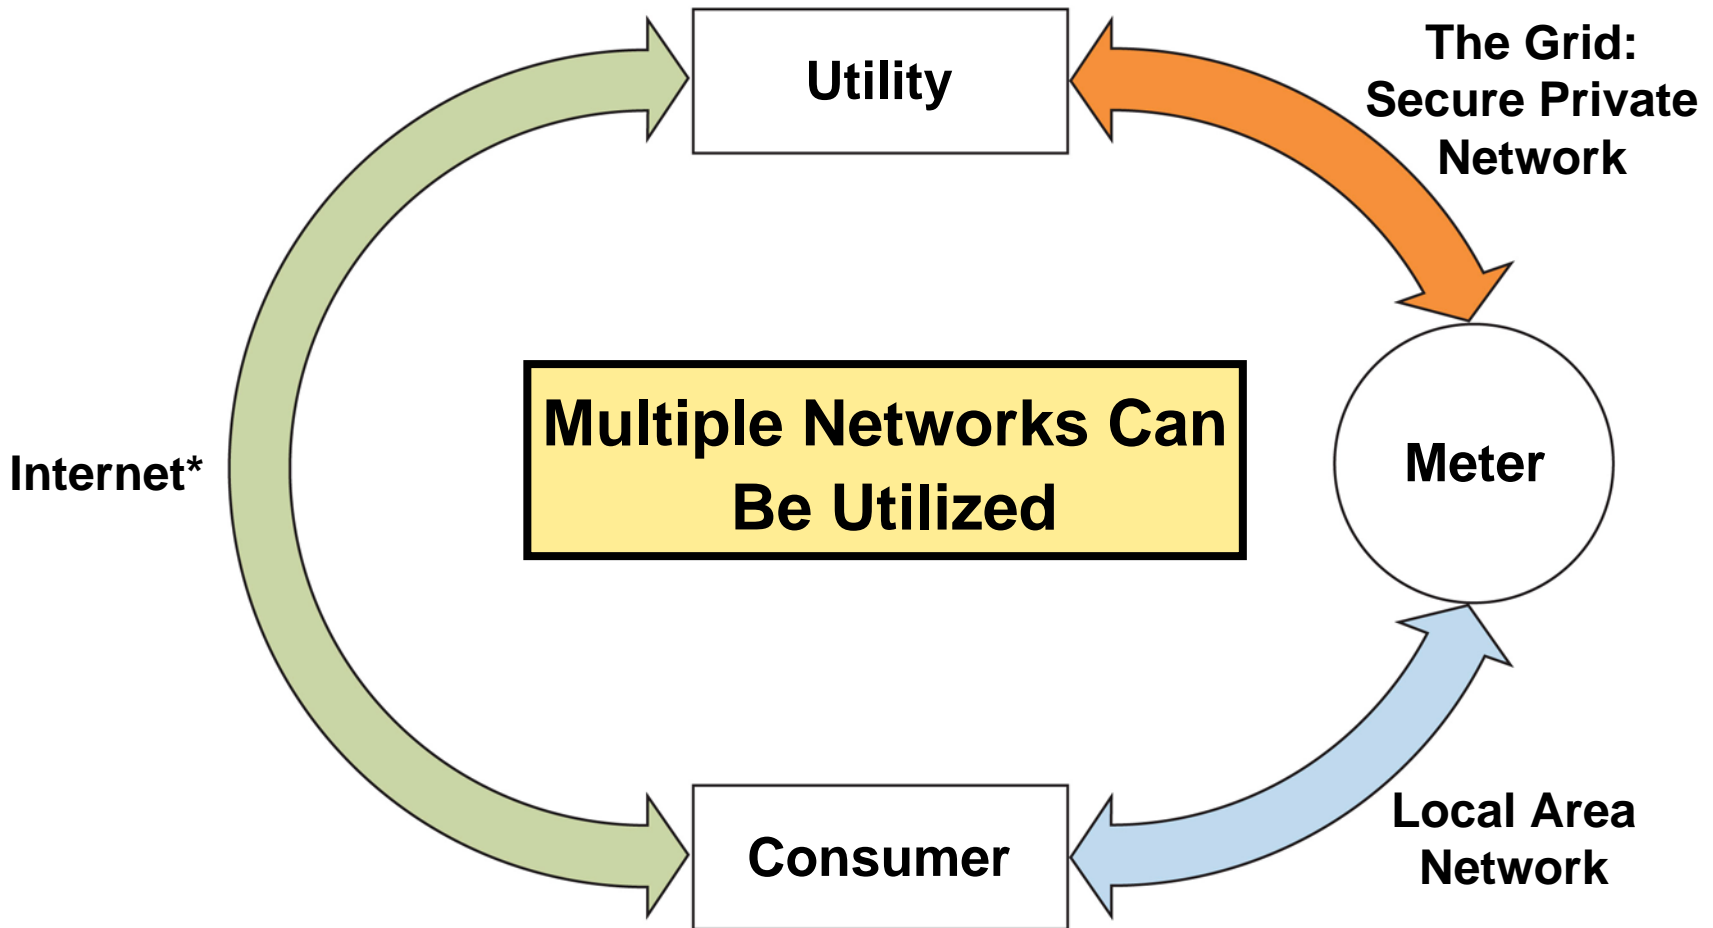 Utility
The Grid:
Secure Private
Network
Multiple Networks Can
Be Utilized
Internet*
Meter
Consumer
Local Area
Network